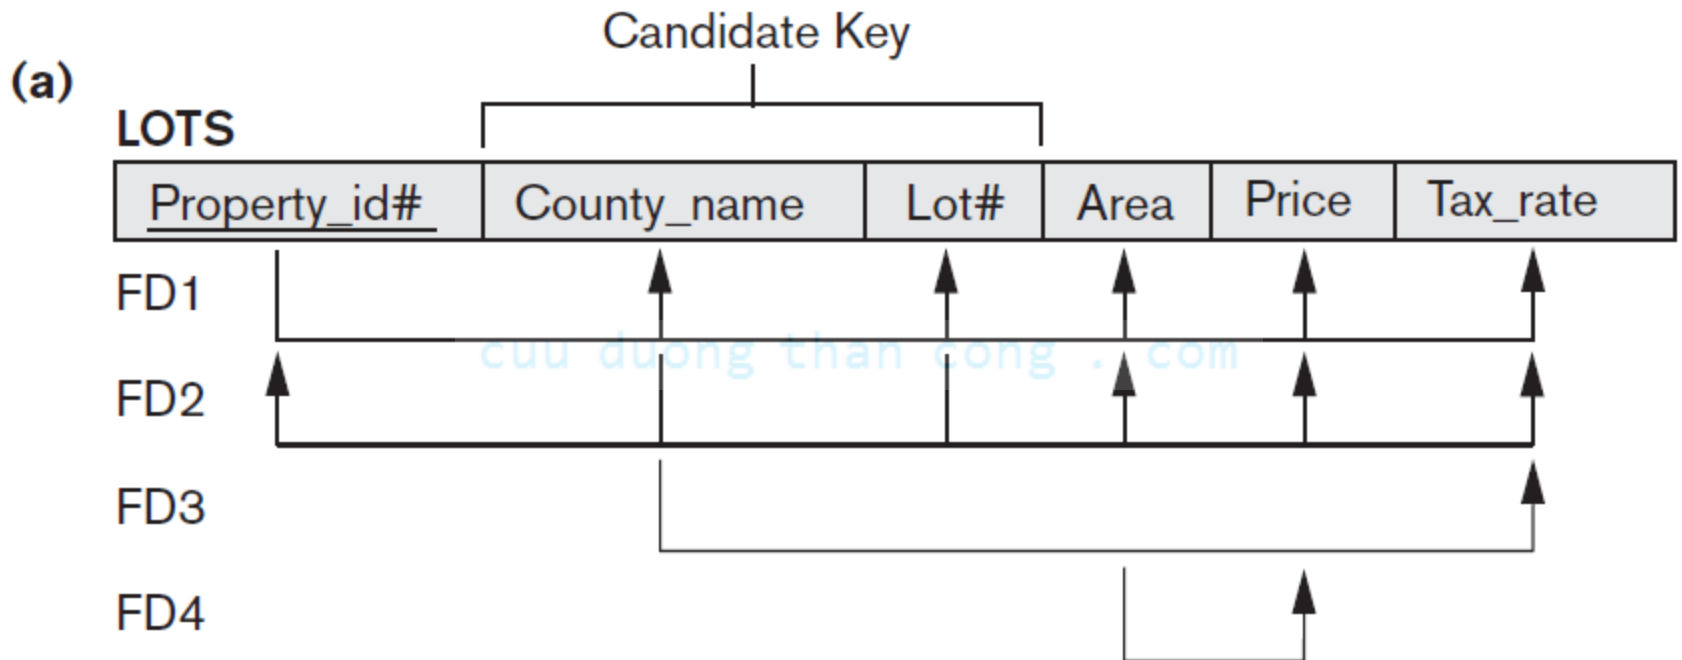 Candidate Key
(a)
LOTS
Property_id# County_name Lot# Area Price Tax_rate
FD1
cuu duong than cong . com
FD2
FD3
FD4